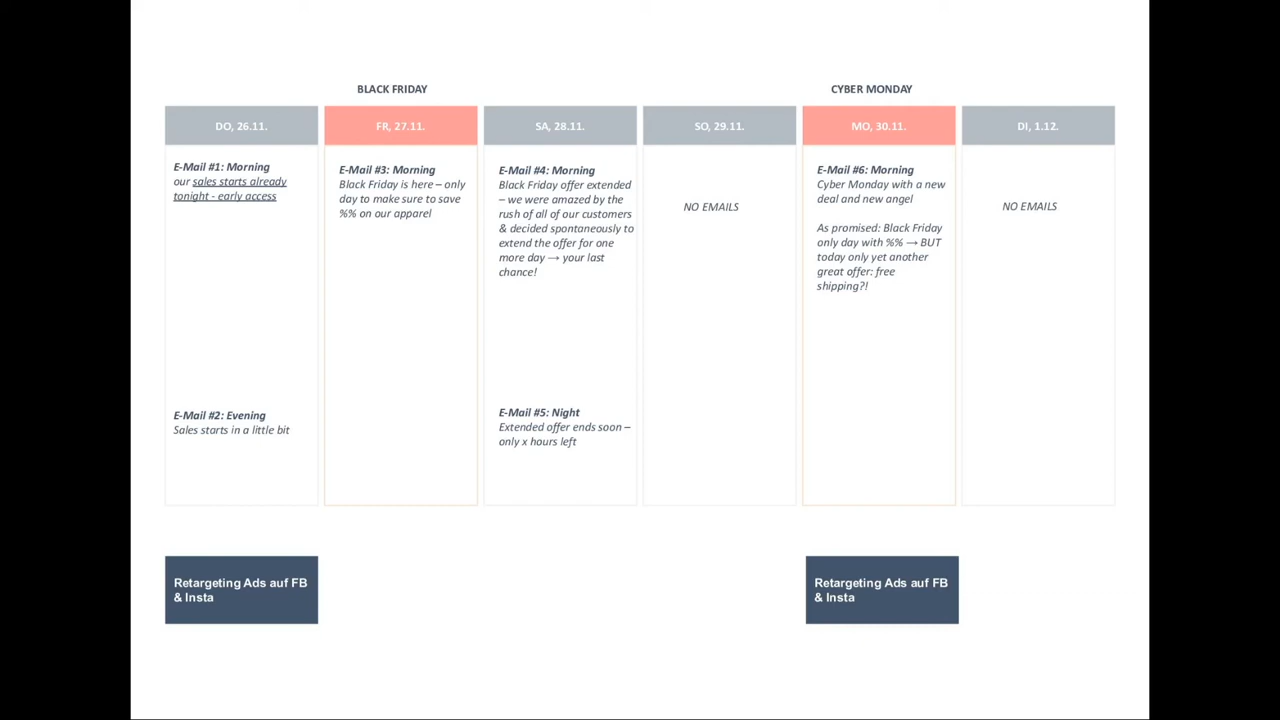 BLACK FRIDAY
CYBER MONDAY
DO, 26.11.
FR, 27.11.
SA, 28.11.
SO, 29.11.
MO, 30.11.
DI, 1.12.
E-Mail #1: Morning
our sales starts already
tonight - early access
E-Mail #2: Evening
Sales starts in a little bit
E-Mail #3: Morning
Black Friday is here – only
day to make sure to save
%% on our apparel
E-Mail #4: Morning
Black Friday offer extended
– we were amazed by the
rush of all of our customers
& decided spontaneously to
extend the offer for one
more day → your last
chance!
E-Mail #5: Night
Extended offer ends soon –
only x hours left
NO EMAILS
E-Mail #6: Morning
Cyber Monday with a new
deal and new angel
As promised: Black Friday
only day with %% → BUT
today only yet another
great offer: free
shipping?!
NO EMAILS
Retargeting Ads auf FB
& Insta
Retargeting Ads auf FB
& Insta